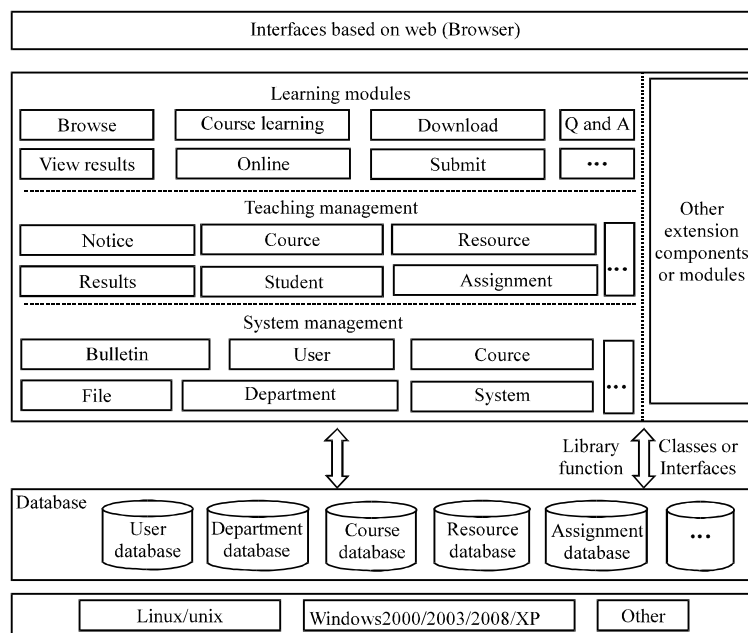 Interfaces based on web (Browser)
Learning modules
Browse
Course learning
Download
Q and A
View results
Online
Submit
...
Teaching management
Notice
Cource
Resource
...
Results
Student
Assignment
System management
Bulletin
User
Cource
...
File
Department
System
Other
extension
components
or modules
Library
function
Classes or
Interfaces
Database
User
database
Department
database
Course
database
Resource
database
Assignment
database
...
Linux/unix
Windows2000/2003/2008/XP
Other